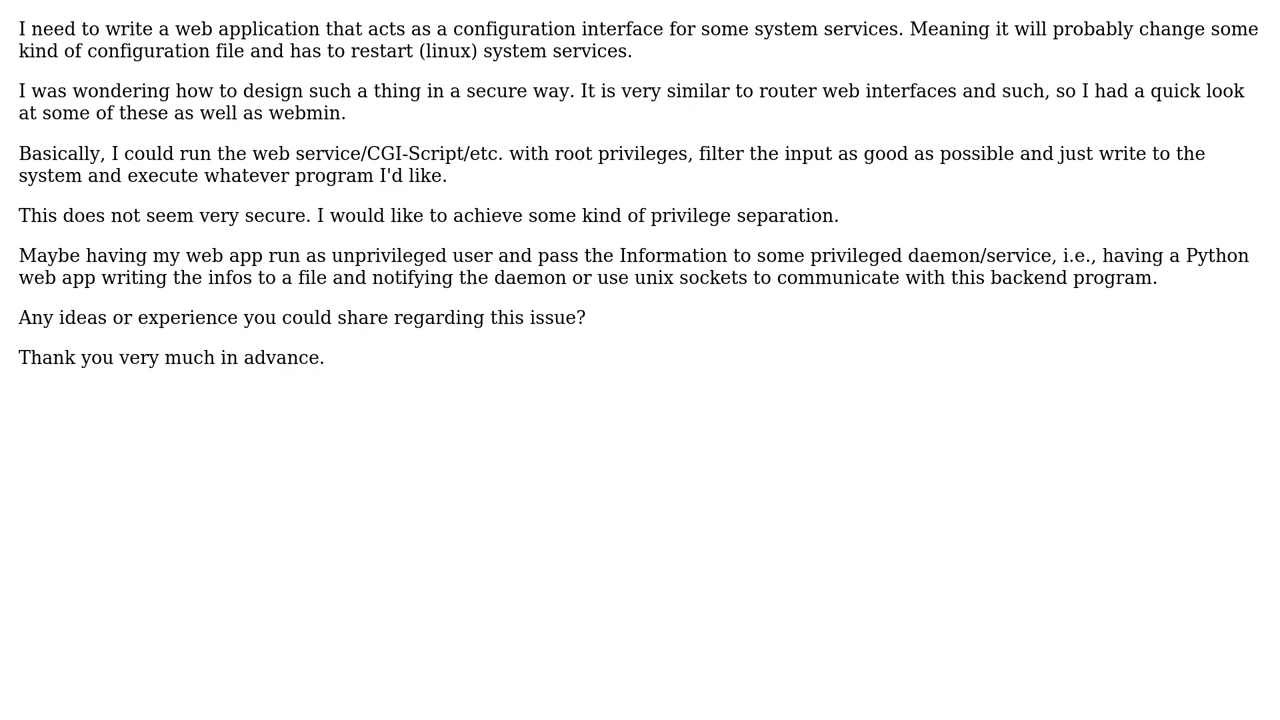 I need to write a web application that acts as a configuration interface for some system services. Meaning it will probably change some
kind of configuration file and has to restart (linux) system services.
I was wondering how to design such a thing in a secure way. It is very similar to router web interfaces and such, so I had a quick look
at some of these as well as webmin.
Basically, I could run the web service/CGI-Script/etc. with root privileges, filter the input as good as possible and just write to the
system and execute whatever program I'd like.
This does not seem very secure. I would like to achieve some kind of privilege separation.
Maybe having my web app run as unprivileged user and pass the Information to some privileged daemon/service, i.e., having a Python
web app writing the infos to a file and notifying the daemon or use unix sockets to communicate with this backend program.
Any ideas or experience you could share regarding this issue?
Thank you very much in advance.